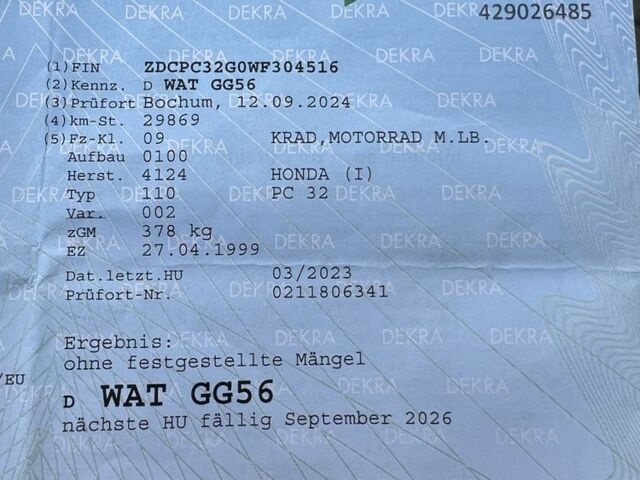 429026485
(1) FIN ZDCPC32G0WF304516
(2) Kennz. D WAT GG56
(3) Prüfort Bochum, 12.09.2024
(4) km-St. 29869
(5) Fz-Kl. 09 KRAD,MOTORRAD M.LB.
Aufbau 0100
Herst. 4124 HONDA (I)
Typ 110 PC 32
Var. 002
zGM 378 kg
EZ 27.04.1999
Dat.letzt.HU 03/2023
Prüfort-Nr. 0211806341
Ergebnis:
ohne festgestellte Mängel
/EU
D WAT GG56
nächste HU fällig September 2026
DEKRA